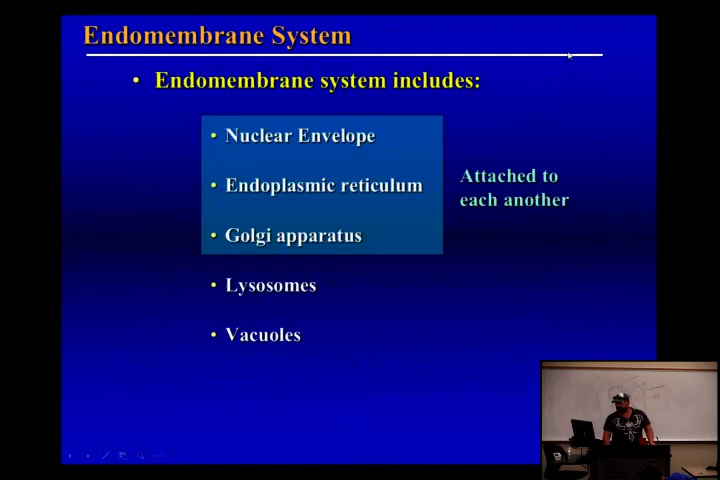 Endomembrane System
• Endomembrane system includes:
• Nuclear Envelope
• Endoplasmic reticulum
• Golgi apparatus
Attached to
each another
• Lysosomes
• Vacuoles